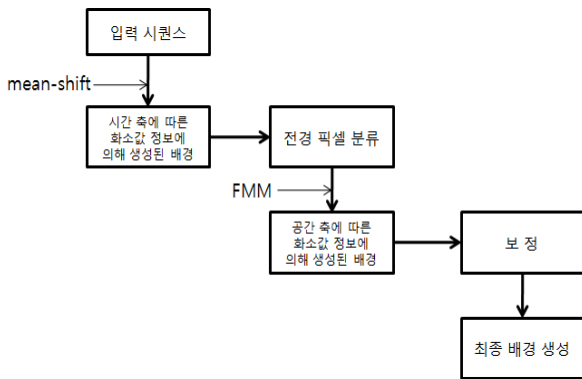 입력 시퀀스
mean-shift
시간 축에 따른
화소값 정보에
의해 생성된 배경
전경 픽셀 분류
FMM
공간 축에 따른
화소값 정보에
의해 생성된 배경
보 정
최종 배경 생성